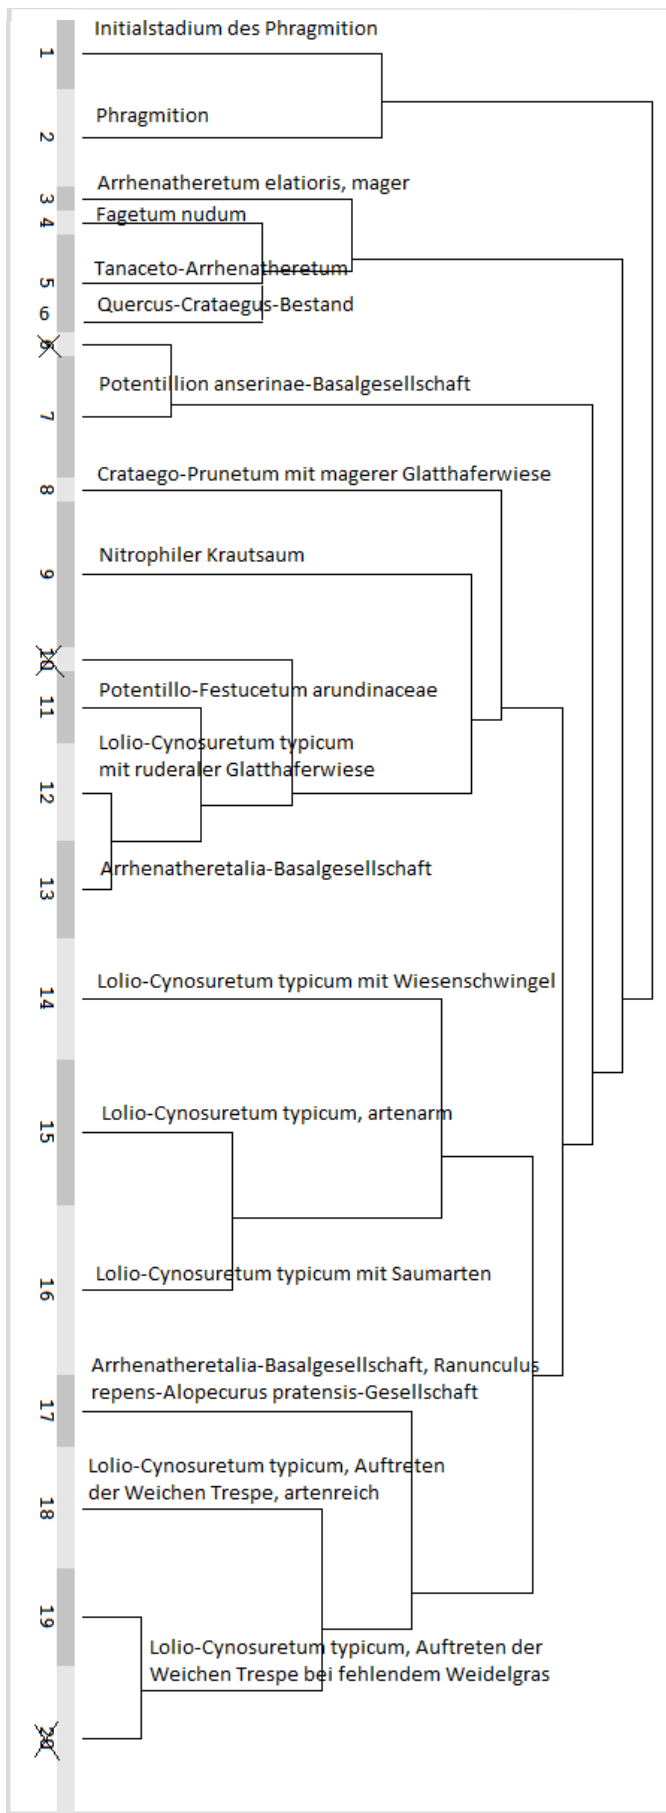 Initialstadium des Phragmition
1
Phragmition
2
Arrhenatheretum elatioris, mager
3
Fagetum nudum
4
Tanaceto-Arrhenatheretum
5
Quercus-Crataegus-Bestand
6
6
Potentillion anserinae-Basalgesellschaft
7
Crataego-Prunetum mit magerer Glatthaferwiese
8
Nitrophiler Krautsaum
9
10
Potentillo-Festucetum arundinaceae
11
Lolio-Cynosuretum typicum
mit ruderaler Glatthaferwiese
12
Arrhenatheretalia-Basalgesellschaft
13
Lolio-Cynosuretum typicum mit Wiesenschwingel
14
Lolio-Cynosuretum typicum, artenarm
15
Lolio-Cynosuretum typicum mit Saumarten
16
Arrhenatheretalia-Basalgesellschaft, Ranunculus
repens-Alopecurus pratensis-Gesellschaft
17
Lolio-Cynosuretum typicum, Auftreten
der Weichen Trespe, artenreich
18
19
Lolio-Cynosuretum typicum, Auftreten der
Weichen Trespe bei fehlendem Weidelgras
20